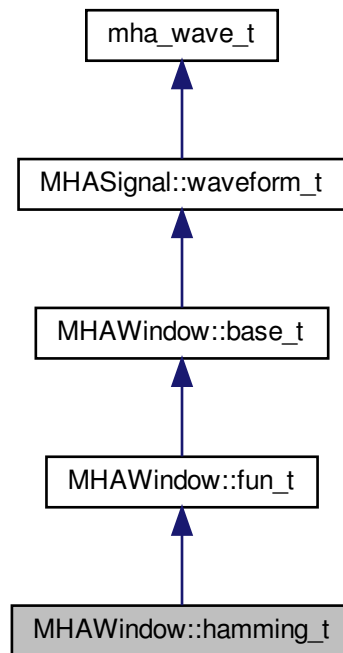 mha_wave_t
MHASignal::waveform_t
MHAWindow::base_t
MHAWindow::fun_t
MHAWindow::hamming_t